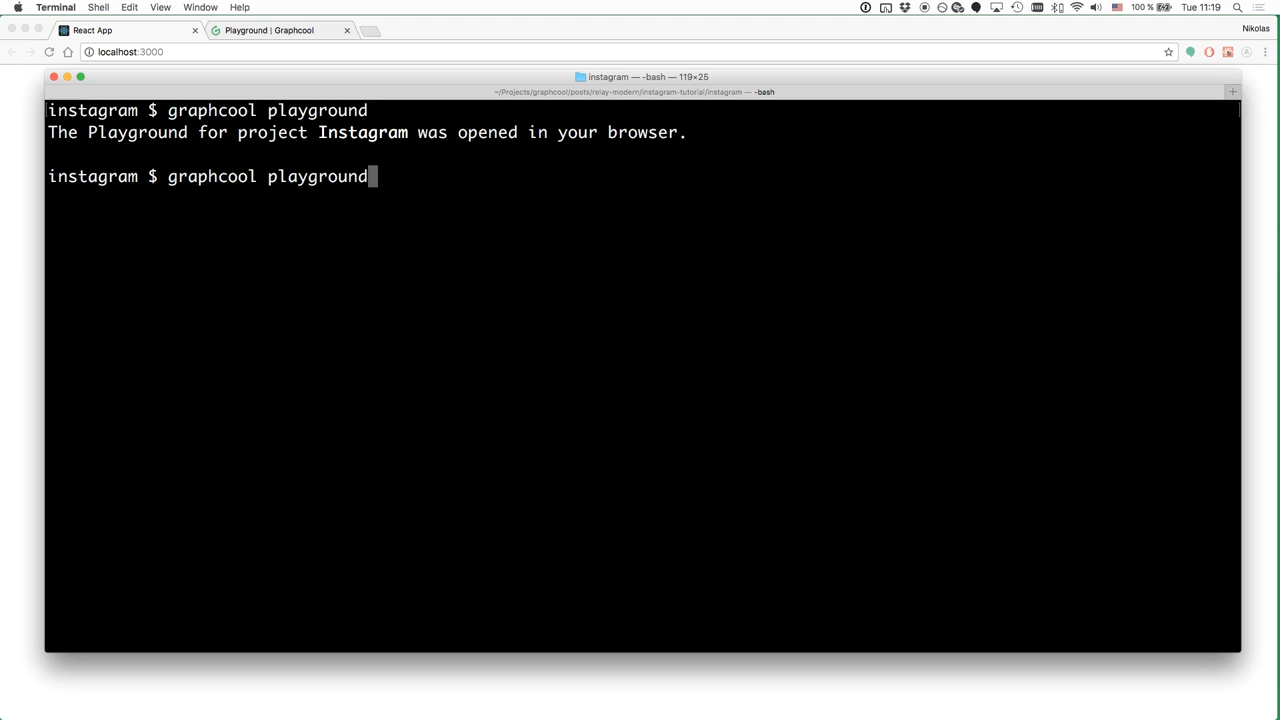 Terminal Shell Edit View Window Help 100 % Tue 11:19
React App Playground | Graphcool Nikolas
localhost:3000
instagram — -bash — 119×25
~/Projects/graphcool/posts/relay-modern/instagram-tutorial/instagram — -bash
instagram $ graphcool playground
The Playground for project Instagram was opened in your browser.
instagram $ graphcool playground